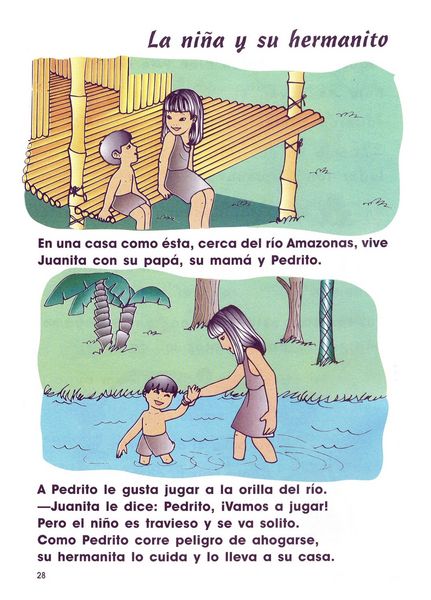 La niña y su hermanito
En una casa como ésta, cerca del río Amazonas, vive
Juanita con su papá, su mamá y Pedrito.
A Pedrito le gusta jugar a la orilla del río.
—Juanita le dice: Pedrito, ¡Vamos a jugar!
Pero el niño es travieso y se va solito.
Como Pedrito corre peligro de ahogarse,
su hermanita lo cuida y lo lleva a su casa.
28